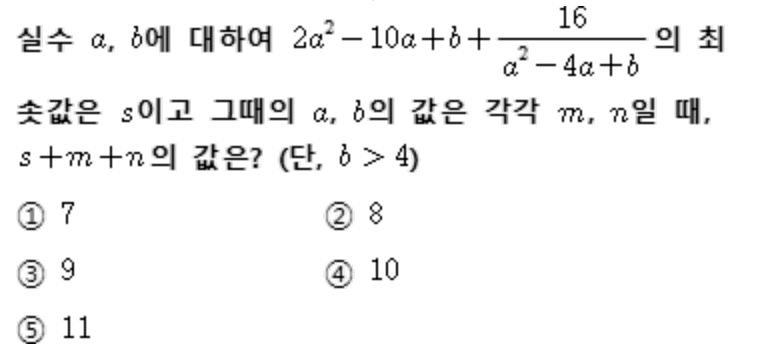 실수 a, b에 대하여 2a² − 10a + b + 16/(a² − 4a + b) 의 최
솟값은 s이고 그때의 a, b의 값은 각각 m, n일 때,
s + m + n의 값은? (단, b > 4)
① 7 ② 8
③ 9 ④ 10
⑤ 11